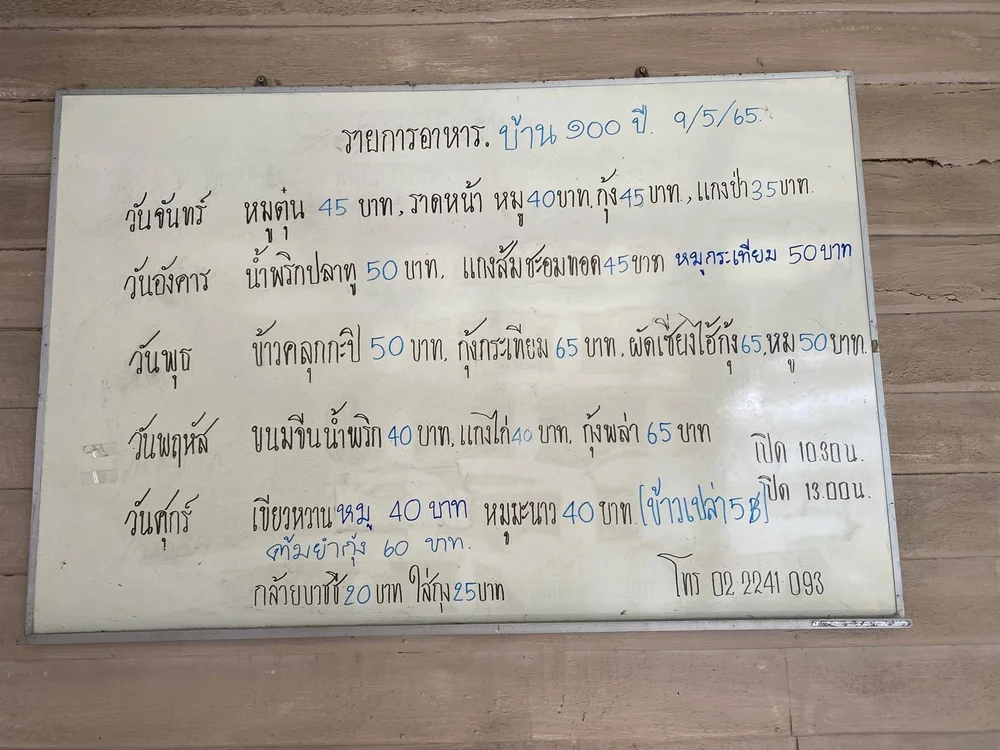 รายการอาหาร. บ้าน ๑๐๐ ปี. 9/5/65.
วันจันทร์ หมูตุ๋น 45 บาท, ราดหน้า หมู 40 บาท, กุ้ง 45 บาท, แกงป่า 35 บาท.
วันอังคาร น้ำพริกปลาทู 50 บาท, แกงส้มชะอมทอด 45 บาท หมูกระเทียม 50 บาท
วันพุธ ข้าวคลุกกะปิ 50 บาท, กุ้งกระเทียม 65 บาท, ผัดเซี่ยงไฮ้กุ้ง 65, หมู 50 บาท.
วันพฤหัส ขนมจีนน้ำพริก 40 บาท, แกงไก่ 40 บาท, กุ้งพล่า 65 บาท
เปิด 10.30 น.
ปิด 13.00 น.
วันศุกร์ เขียวหวาน หมู 40 บาท หมูมะนาว 40 บาท. (ข้าวเปล่า 5฿)
ต้มยำกุ้ง 60 บาท.
กล้วยบาชชี 20 บาท ใส่ถุง 25 บาท
โทร 02-2241 093